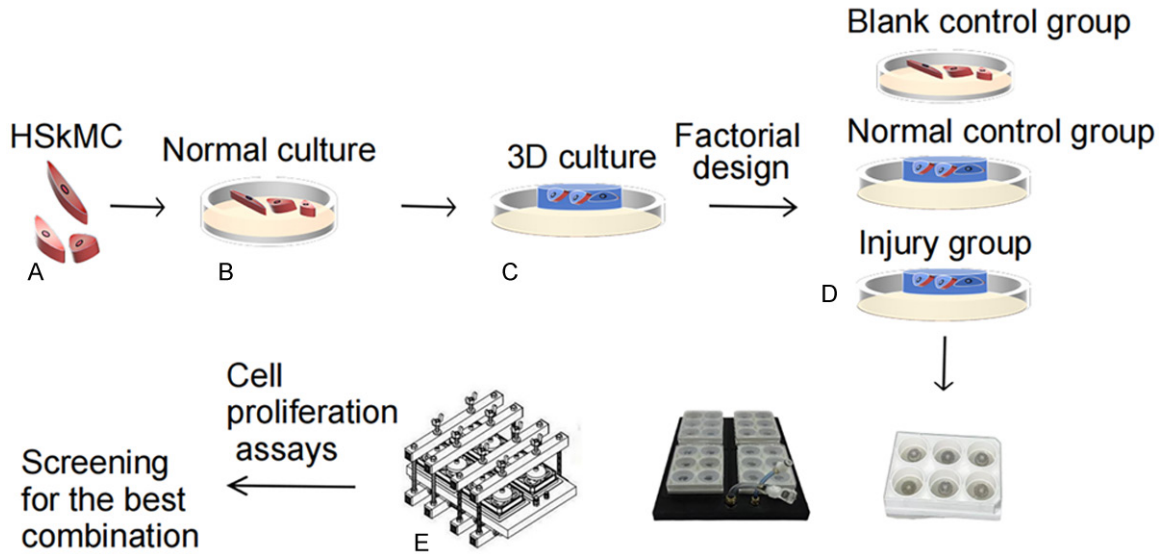 Blank control group
HSkMC
Normal culture
3D culture
Factorial
design
Normal control group
Injury group
A
B
C
D
Cell
proliferation
assays
Screening
for the best
combination
E